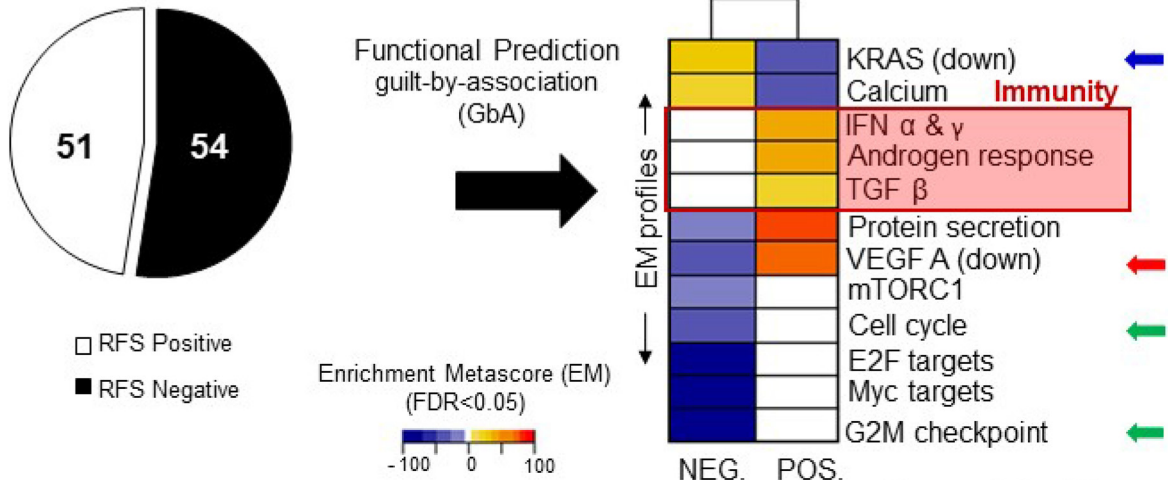 51
54
RFS Positive
RFS Negative
Functional Prediction
guilt-by-association
(GbA)
Enrichment Metascore (EM)
(FDR<0.05)
-100 0 100
EM profiles
KRAS (down)
Calcium Immunity
IFN α & γ
Androgen response
TGF β
Protein secretion
VEGF A (down)
mTORC1
Cell cycle
E2F targets
Myc targets
G2M checkpoint
NEG. POS.